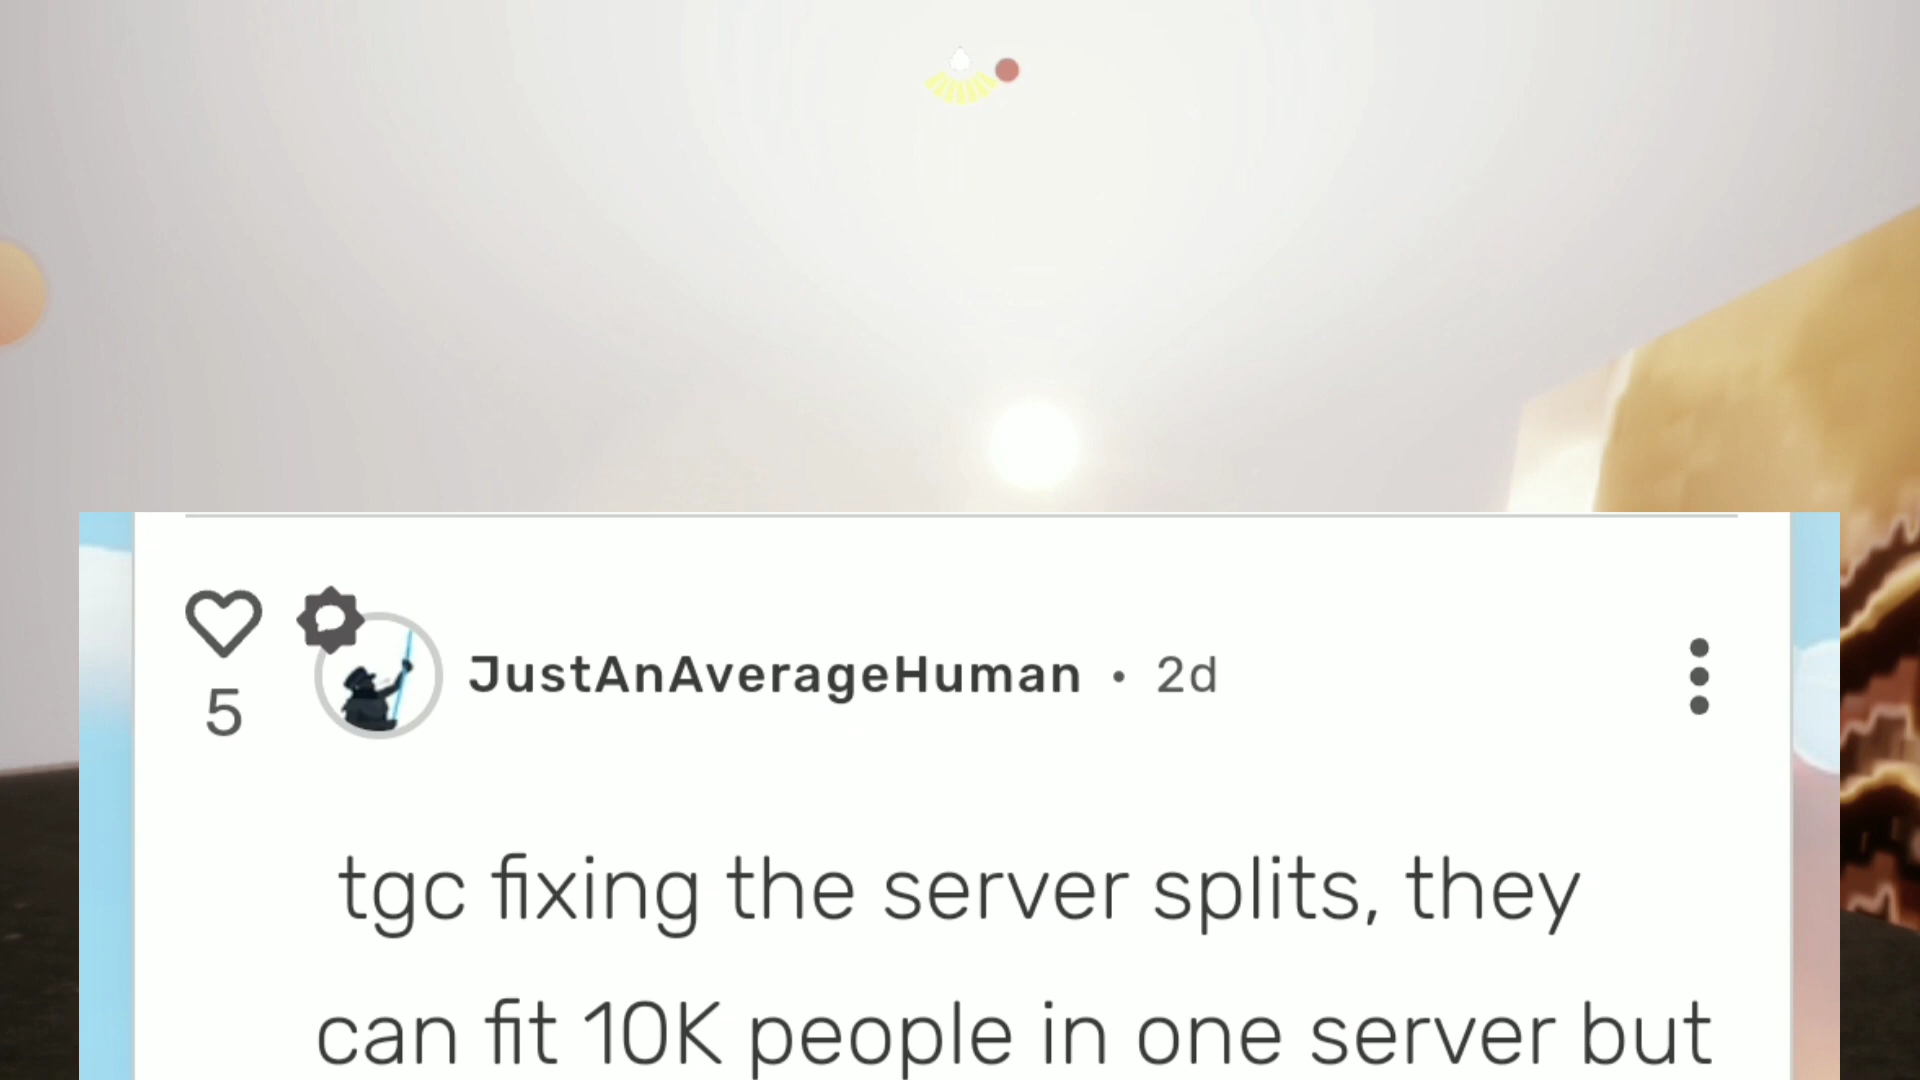 5
JustAnAverageHuman • 2d
tgc fixing the server splits, they
can fit 10K people in one server but